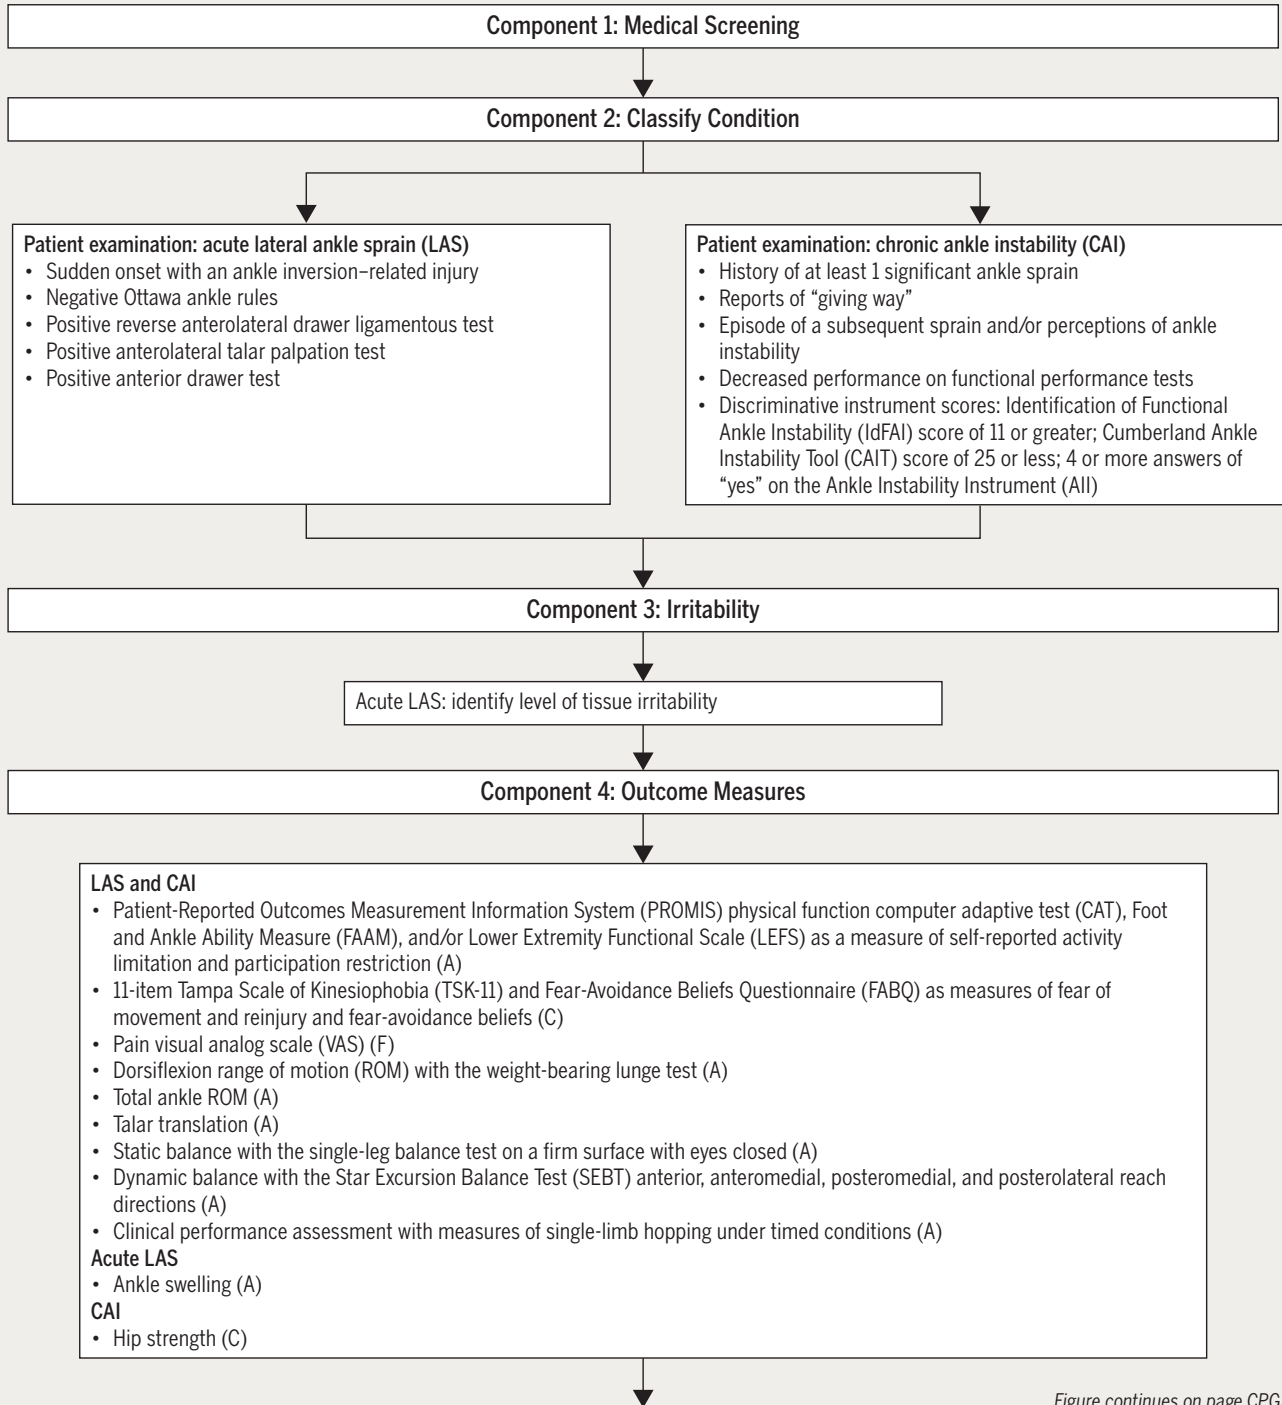 Component 1: Medical Screening
Component 2: Classify Condition
Patient examination: acute lateral ankle sprain (LAS)
• Sudden onset with an ankle inversion–related injury
• Negative Ottawa ankle rules
• Positive reverse anterolateral drawer ligamentous test
• Positive anterolateral talar palpation test
• Positive anterior drawer test
Patient examination: chronic ankle instability (CAI)
• History of at least 1 significant ankle sprain
• Reports of “giving way”
• Episode of a subsequent sprain and/or perceptions of ankle
instability
• Decreased performance on functional performance tests
• Discriminative instrument scores: Identification of Functional
Ankle Instability (IdFAI) score of 11 or greater; Cumberland Ankle
Instability Tool (CAIT) score of 25 or less; 4 or more answers of
“yes” on the Ankle Instability Instrument (AII)
Component 3: Irritability
Acute LAS: identify level of tissue irritability
Component 4: Outcome Measures
LAS and CAI
• Patient-Reported Outcomes Measurement Information System (PROMIS) physical function computer adaptive test (CAT), Foot
and Ankle Ability Measure (FAAM), and/or Lower Extremity Functional Scale (LEFS) as a measure of self-reported activity
limitation and participation restriction (A)
• 11-item Tampa Scale of Kinesiophobia (TSK-11) and Fear-Avoidance Beliefs Questionnaire (FABQ) as measures of fear of
movement and reinjury and fear-avoidance beliefs (C)
• Pain visual analog scale (VAS) (F)
• Dorsiflexion range of motion (ROM) with the weight-bearing lunge test (A)
• Total ankle ROM (A)
• Talar translation (A)
• Static balance with the single-leg balance test on a firm surface with eyes closed (A)
• Dynamic balance with the Star Excursion Balance Test (SEBT) anterior, anteromedial, posteromedial, and posterolateral reach
directions (A)
• Clinical performance assessment with measures of single-limb hopping under timed conditions (A)
Acute LAS
• Ankle swelling (A)
CAI
• Hip strength (C)
Figure continues on page CPG